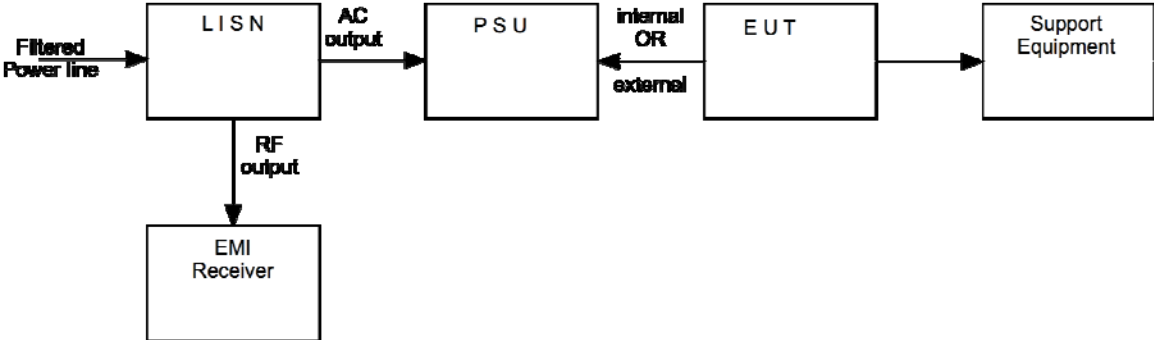 Filtered
Power line
L I S N
AC
output
P S U
internal
OR
external
E U T
Support
Equipment
RF
output
EMI
Receiver